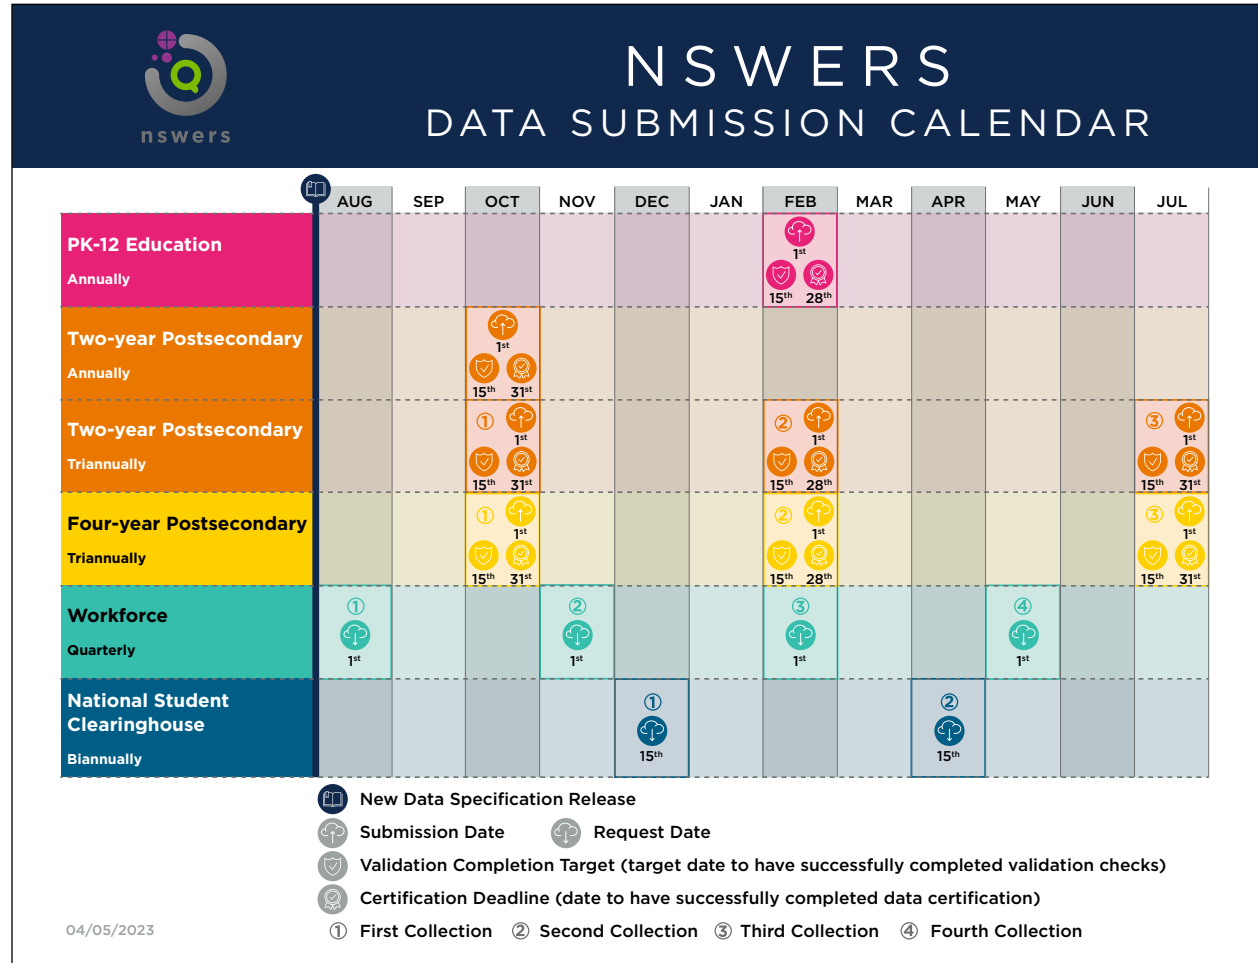 nswers
NSWERS
DATA SUBMISSION CALENDAR
AUG SEP OCT NOV DEC JAN FEB MAR APR MAY JUN JUL
PK-12 Education
Annually
1st
15th 28th
Two-year Postsecondary
Annually
1st
15th 31st
Two-year Postsecondary
Triannually
① 1st
15th 31st
② 1st
15th 28th
③ 1st
15th 31st
Four-year Postsecondary
Triannually
① 1st
15th 31st
② 1st
15th 28th
③ 1st
15th 31st
Workforce
Quarterly
① ② ③ ④
1st 1st 1st 1st
National Student
Clearinghouse
Biannually
① ②
15th 15th
New Data Specification Release
Submission Date Request Date
Validation Completion Target (target date to have successfully completed validation checks)
Certification Deadline (date to have successfully completed data certification)
① First Collection ② Second Collection ③ Third Collection ④ Fourth Collection
04/05/2023